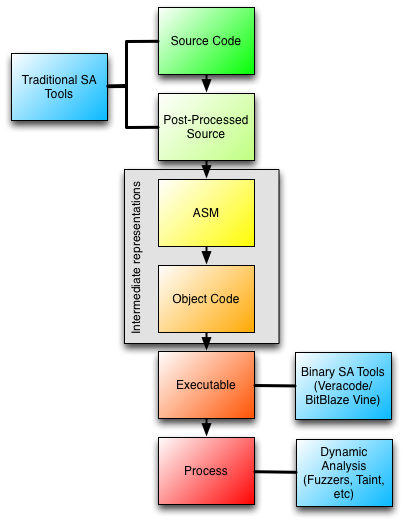 Source Code
Traditional SA
Tools
Post-Processed
Source
Intermediate representations
ASM
Object Code
Executable
Binary SA Tools
(Veracode/
BitBlaze Vine)
Process
Dynamic
Analysis
(Fuzzers, Taint,
etc)